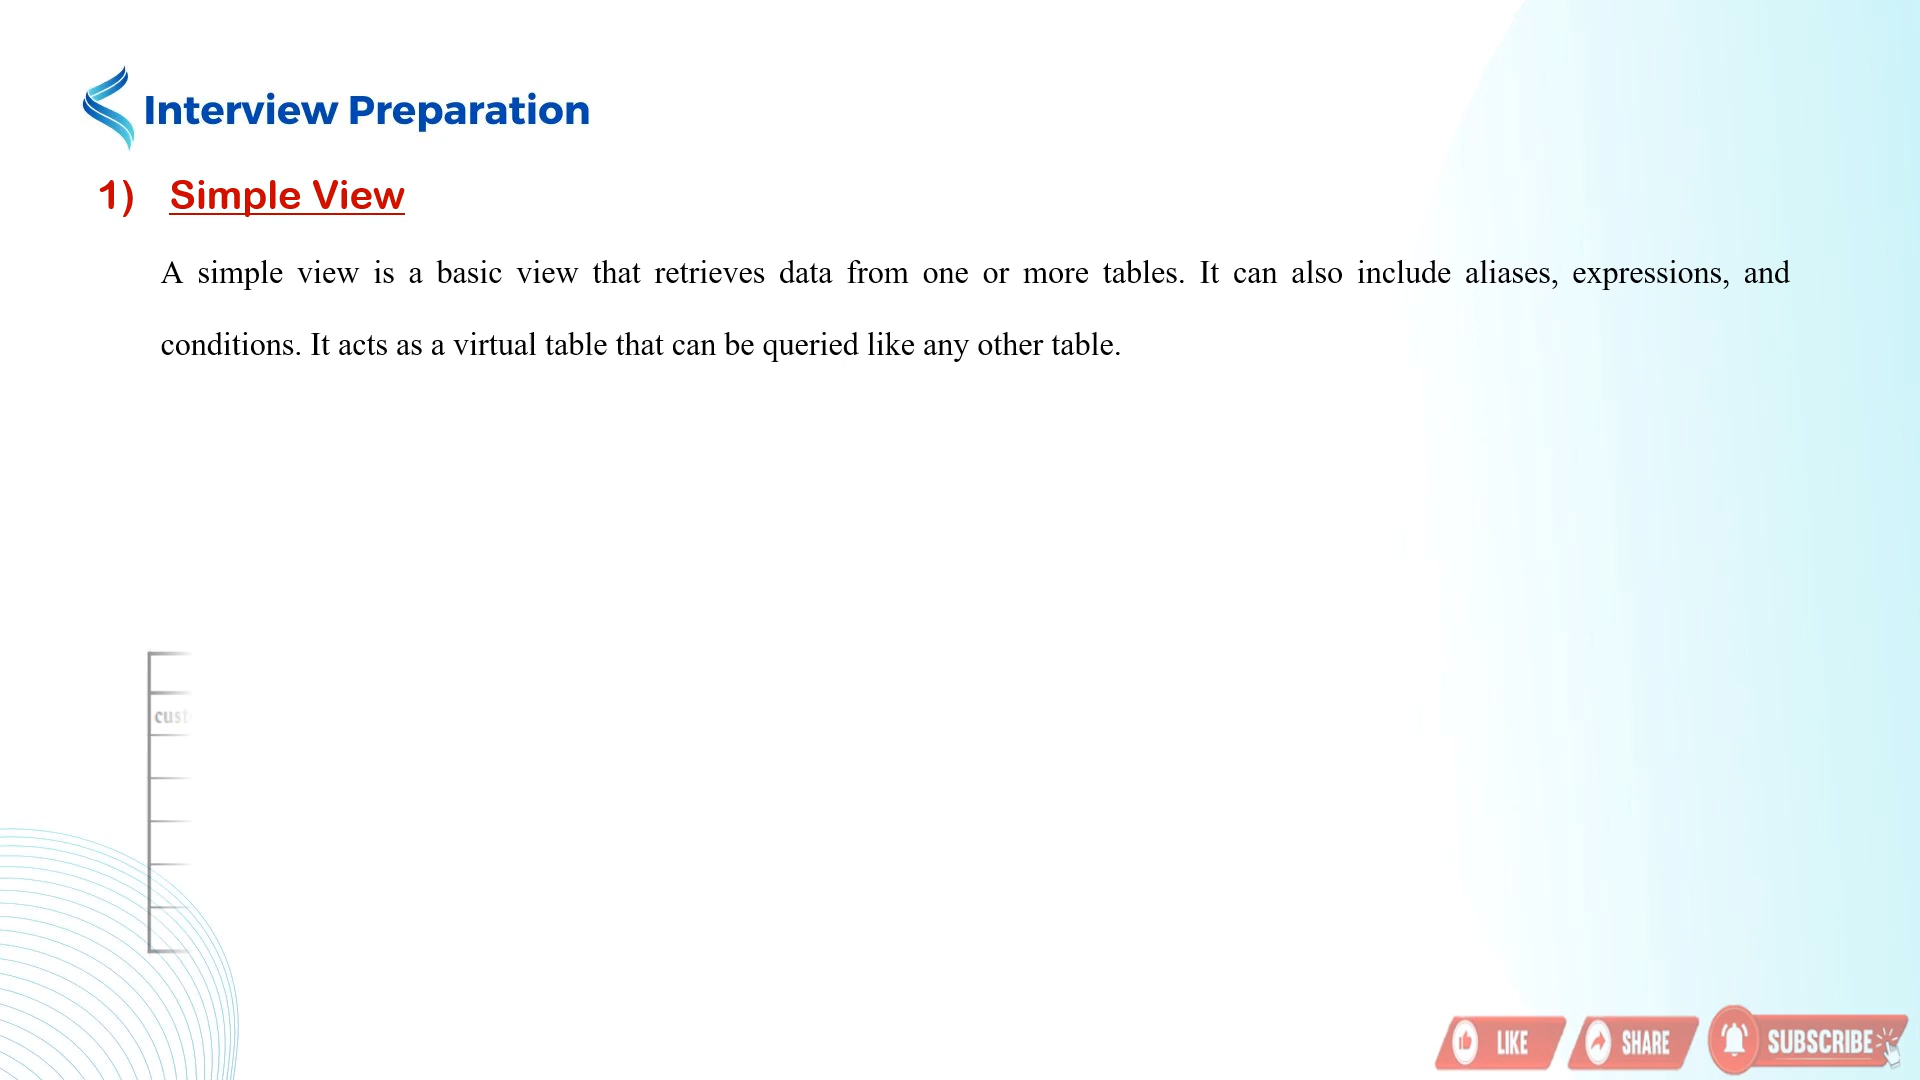 Interview Preparation
1) Simple View
A simple view is a basic view that retrieves data from one or more tables. It can also include aliases, expressions, and
conditions. It acts as a virtual table that can be queried like any other table.
LIKE SHARE SUBSCRIBE